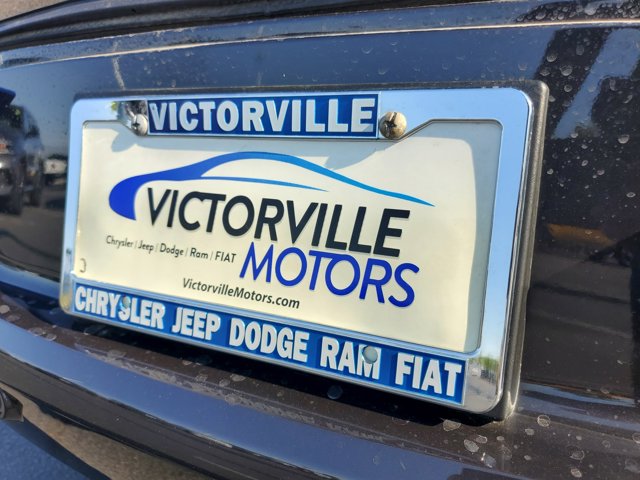 VICTORVILLE
VICTORVILLE
Chrysler | Jeep | Dodge | Ram | FIAT
MOTORS
VictorvilleMotors.com
CHRYSLER JEEP DODGE RAM FIAT